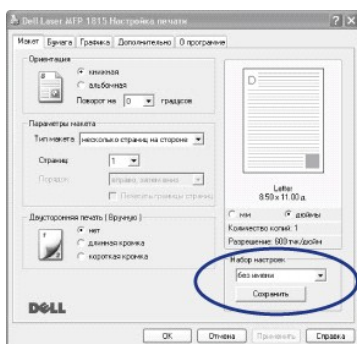 Dell Laser MFP 1815 Настройка печати
Макет Бумага Графика Дополнительно О программе
Ориентация
книжная
альбомная
Поворот на 0 градусов
Параметры макета
Тип макета несколько страниц на стороне
Страниц 1
Порядок вправо, затем вниз
Печатать границы страниц
Двусторонняя печать (Вручную)
нет
длинная кромка
короткая кромка
DELL
Letter
8.50 x 11.00 д.
мм дюймы
Количество копий: 1
Разрешение: 600 тчк/дюйм
Набор настроек
без имени
Сохранить
OK Отмена Применить Справка